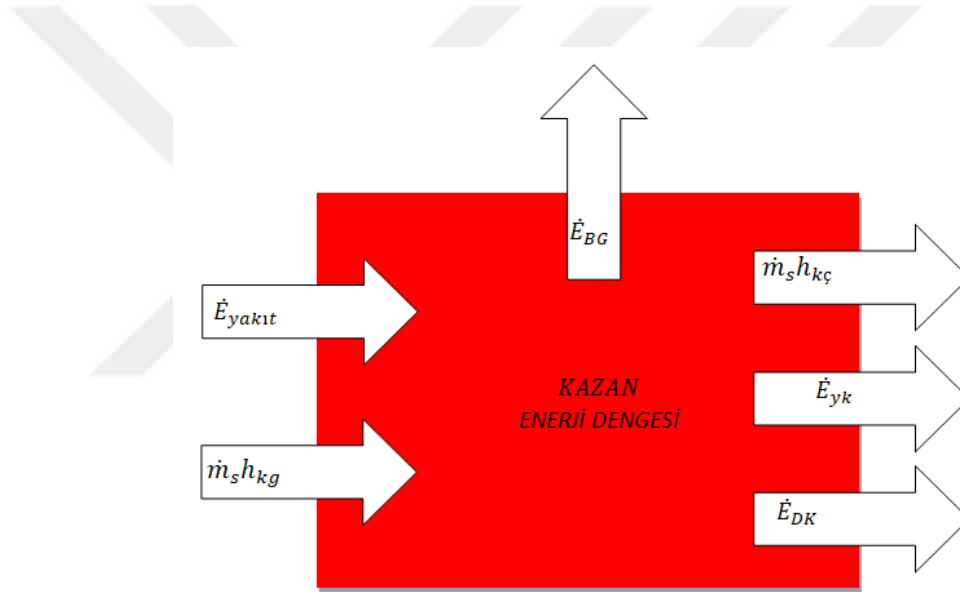 Ė_BG
ṁ_s h_kç
Ė_yakıt
Ė_yk
KAZAN
ENERJİ DENGESİ
ṁ_s h_kg
Ė_DK